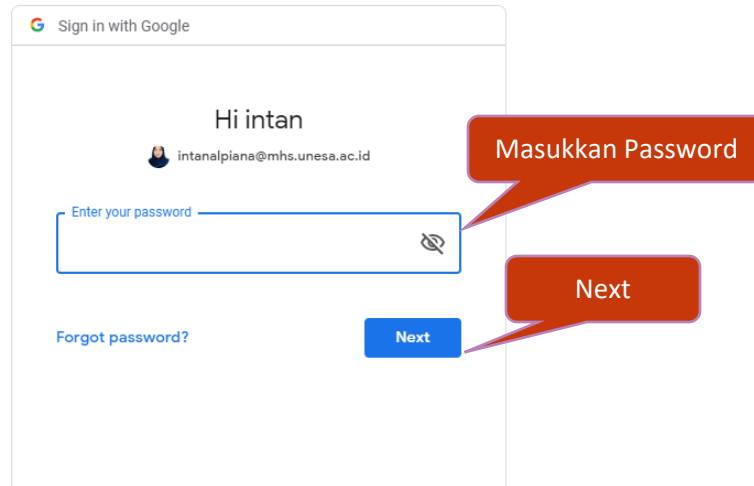 Sign in with Google
Hi intan
intanalpiana@mhs.unesa.ac.id
Masukkan Password
Enter your password
Next
Forgot password?
Next